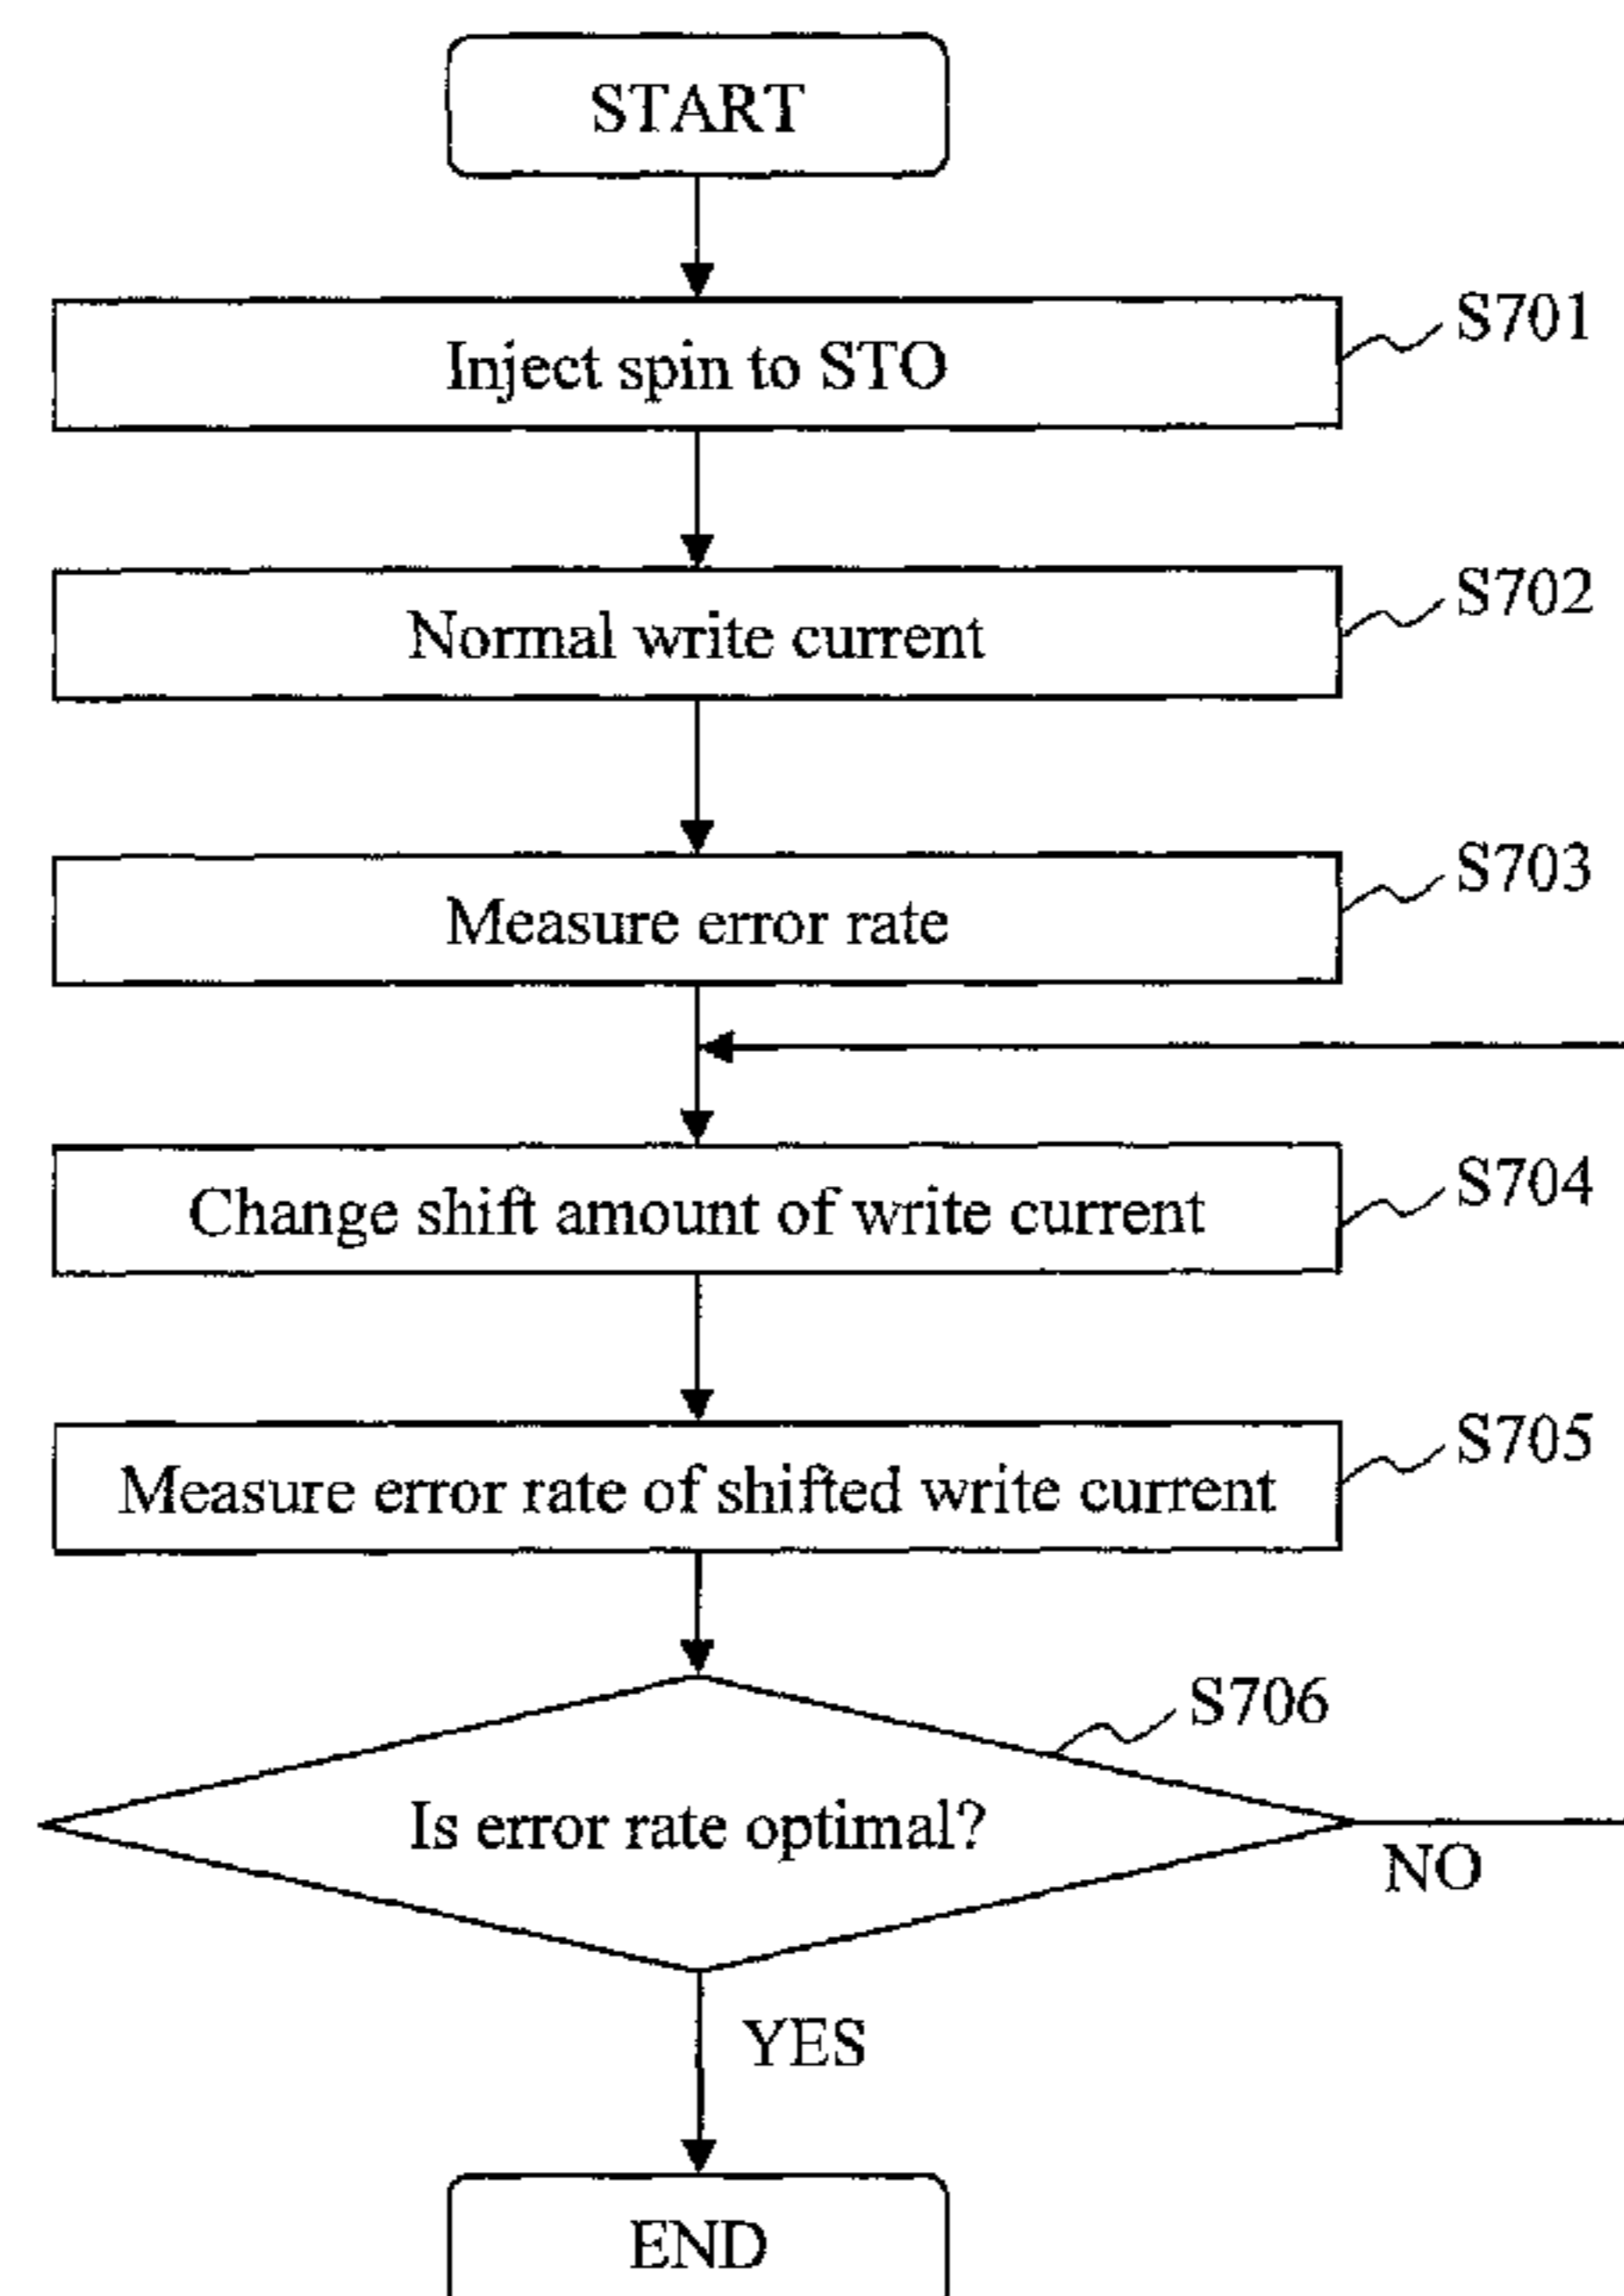 START
Inject spin to STO
S701
Normal write current
S702
Measure error rate
S703
Change shift amount of write current
S704
Measure error rate of shifted write current
S705
S706
Is error rate optimal?
NO
YES
END